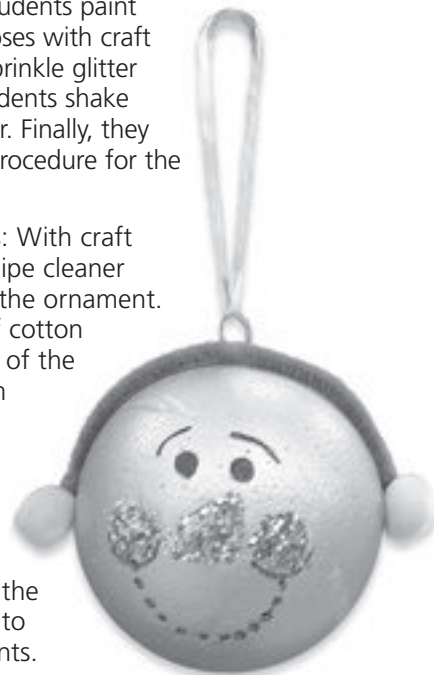 udents paint
oses with craft
prinkle glitter
dents shake
r. Finally, they
rocedure for the
: With craft
ipe cleaner
the ornament.
f cotton
of the
n
the
to
nts.